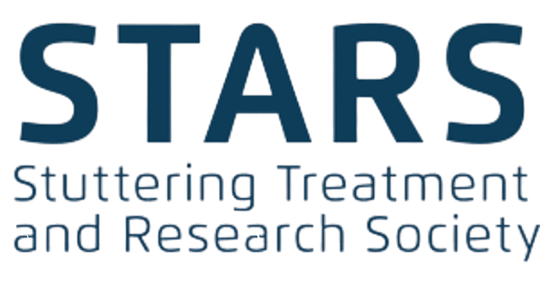 STARS
Stuttering Treatment
and Research Society